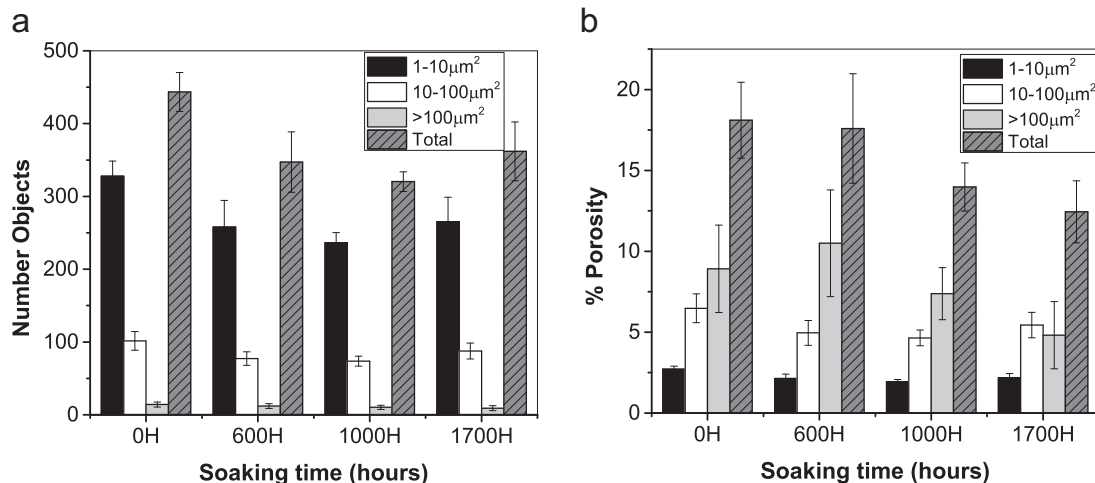 a
500
400
300
200
100
0
Number Objects
1-10μm²
10-100μm²
>100μm²
Total
0H
600H
1000H
1700H
Soaking time (hours)
b
20
15
10
5
0
% Porosity
1-10μm²
10-100μm²
>100μm²
Total
0H
600H
1000H
1700H
Soaking time (hours)